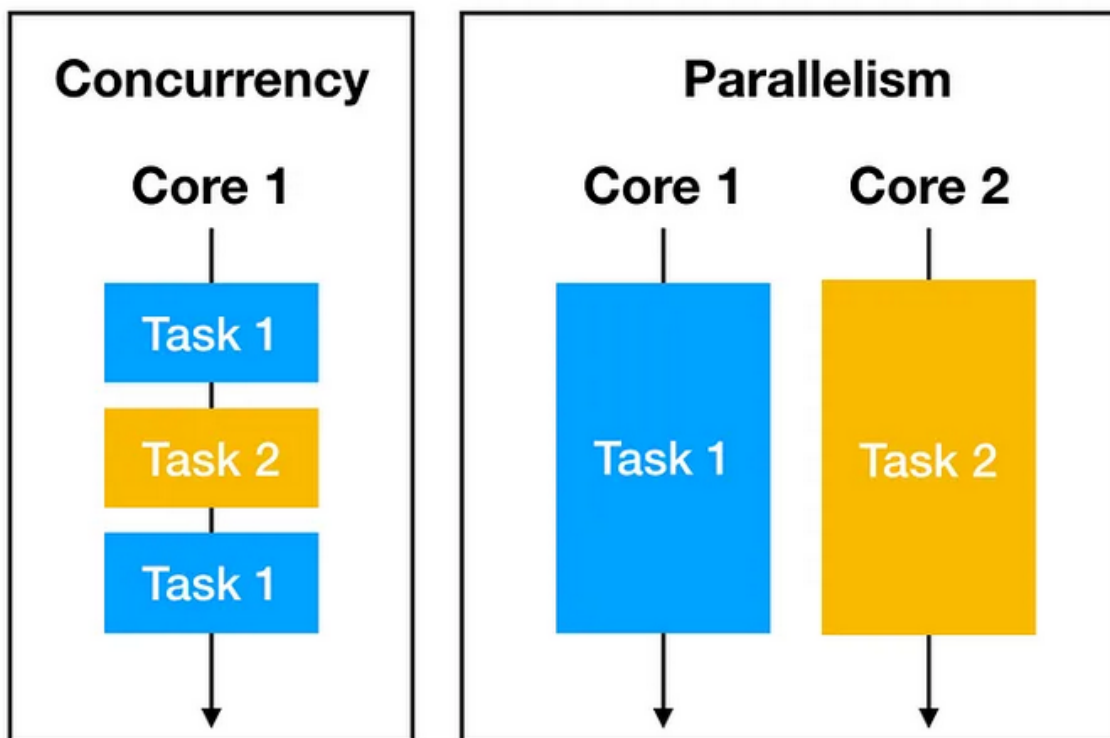 Concurrency
Core 1
Task 1
Task 2
Task 1
Parallelism
Core 1
Core 2
Task 1
Task 2